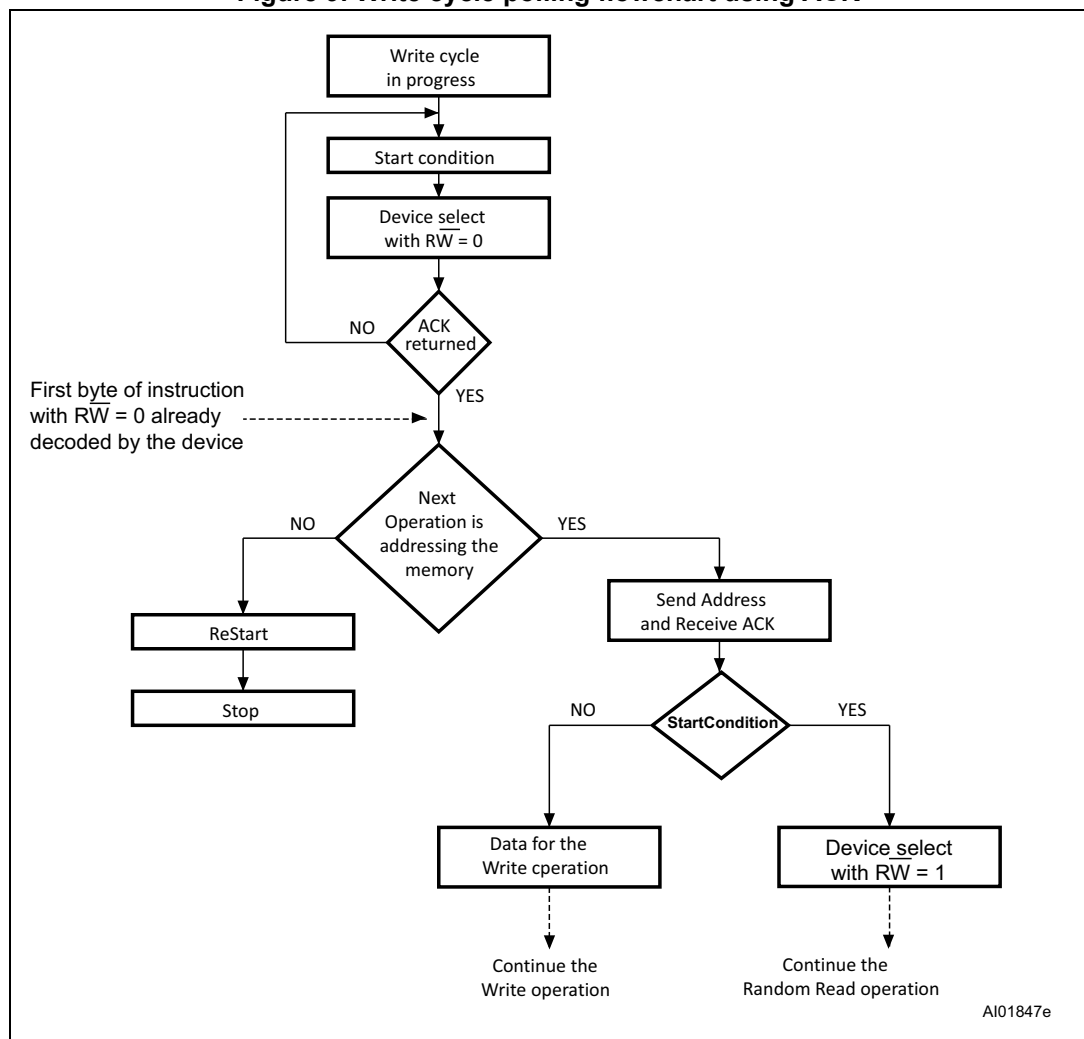 Write cycle
in progress
Start condition
Device select
with RW̅ = 0
ACK
returned
NO
YES
First byte of instruction
with RW̅ = 0 already
decoded by the device
Next
Operation is
addressing the
memory
NO
YES
ReStart
Stop
Send Address
and Receive ACK
StartCondition
NO
YES
Data for the
Write cperation
Device select
with RW̅ = 1
Continue the
Write operation
Continue the
Random Read operation
AI01847e